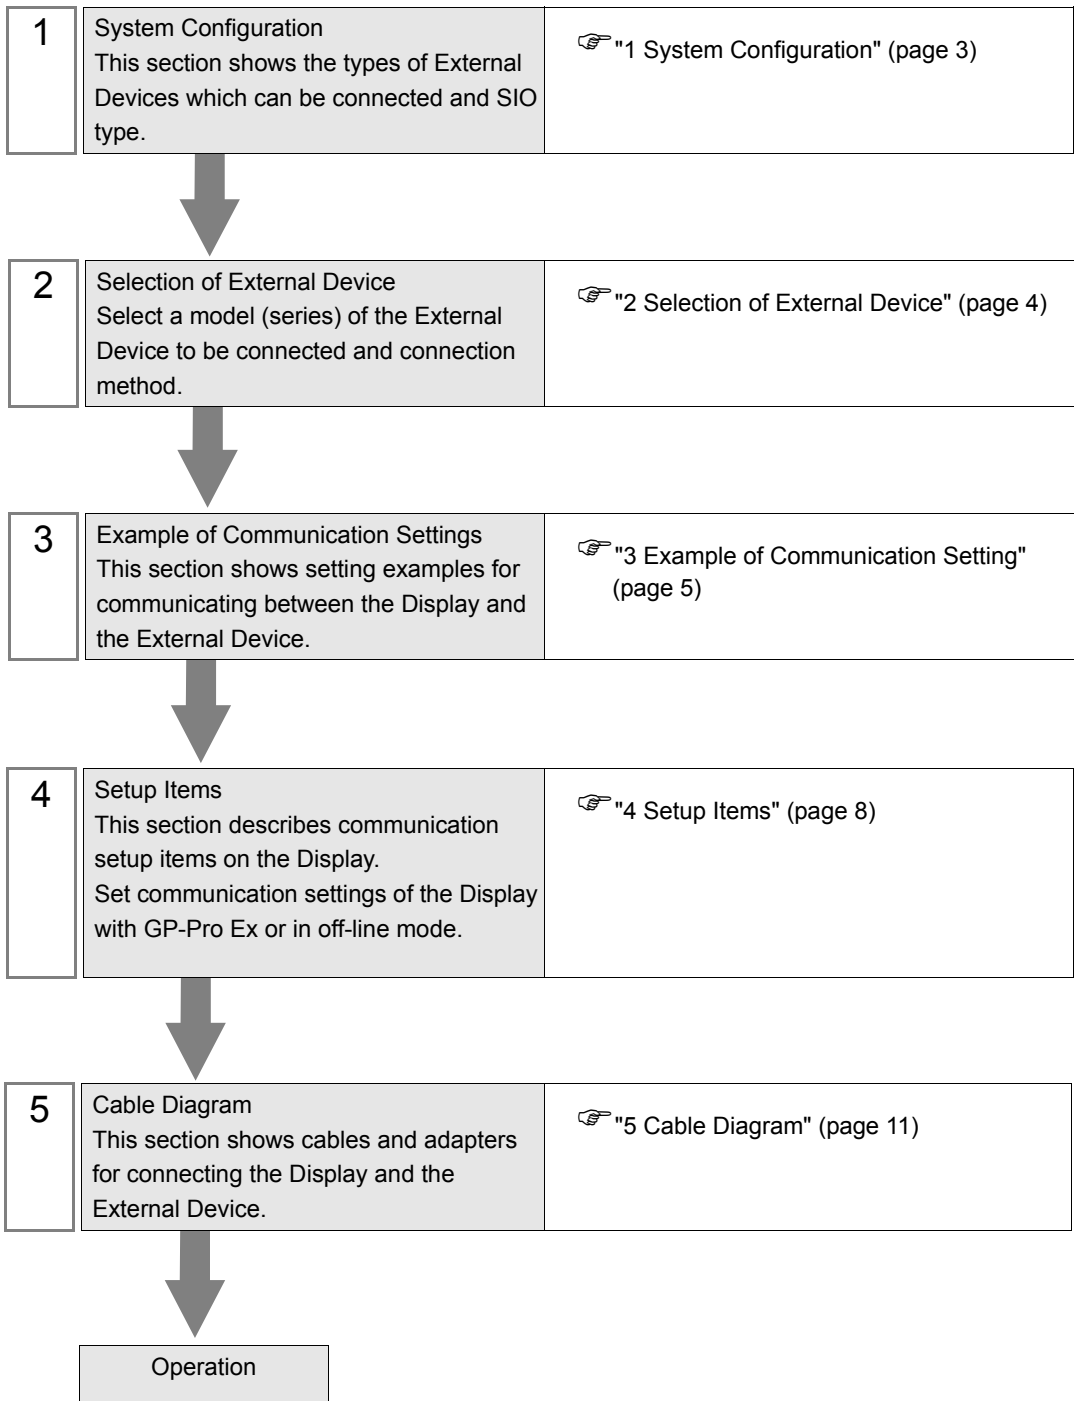 1
System Configuration
This section shows the types of External
Devices which can be connected and SIO
type.
"1 System Configuration" (page 3)
2
Selection of External Device
Select a model (series) of the External
Device to be connected and connection
method.
"2 Selection of External Device" (page 4)
3
Example of Communication Settings
This section shows setting examples for
communicating between the Display and
the External Device.
"3 Example of Communication Setting"
(page 5)
4
Setup Items
This section describes communication
setup items on the Display.
Set communication settings of the Display
with GP-Pro Ex or in off-line mode.
"4 Setup Items" (page 8)
5
Cable Diagram
This section shows cables and adapters
for connecting the Display and the
External Device.
"5 Cable Diagram" (page 11)
Operation